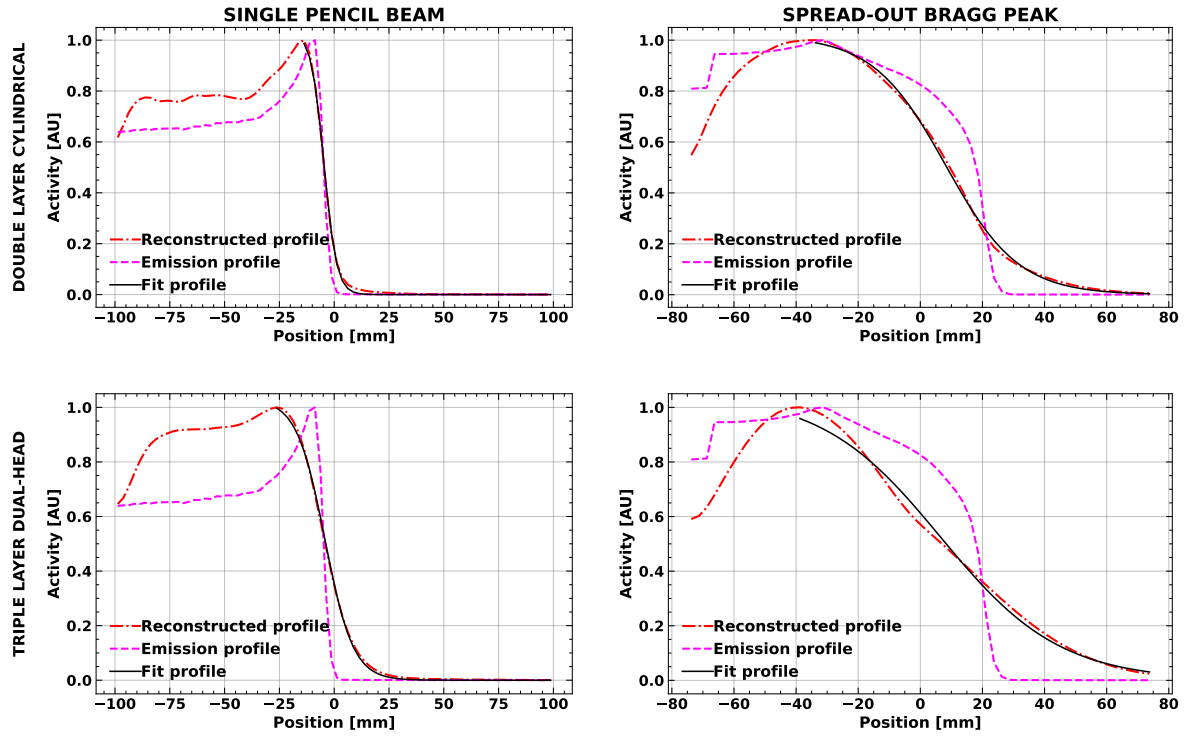 SINGLE PENCIL BEAM
SPREAD-OUT BRAGG PEAK
DOUBLE LAYER CYLINDRICAL
Activity [AU]
1.0
0.8
0.6
0.4
0.2
0.0
Reconstructed profile
Emission profile
Fit profile
−100 −75 −50 −25 0 25 50 75 100
Position [mm]
Activity [AU]
1.0
0.8
0.6
0.4
0.2
0.0
Reconstructed profile
Emission profile
Fit profile
−80 −60 −40 −20 0 20 40 60 80
Position [mm]
TRIPLE LAYER DUAL-HEAD
Activity [AU]
1.0
0.8
0.6
0.4
0.2
0.0
Reconstructed profile
Emission profile
Fit profile
−100 −75 −50 −25 0 25 50 75 100
Position [mm]
Activity [AU]
1.0
0.8
0.6
0.4
0.2
0.0
Reconstructed profile
Emission profile
Fit profile
−80 −60 −40 −20 0 20 40 60 80
Position [mm]